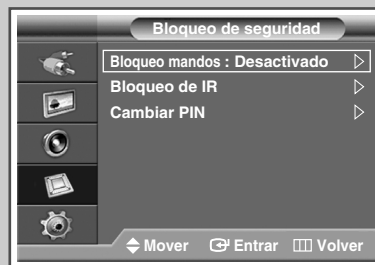 Bloqueo de seguridad
Bloqueo mandos : Desactivado
Bloqueo de IR
Cambiar PIN
Mover Entrar Volver